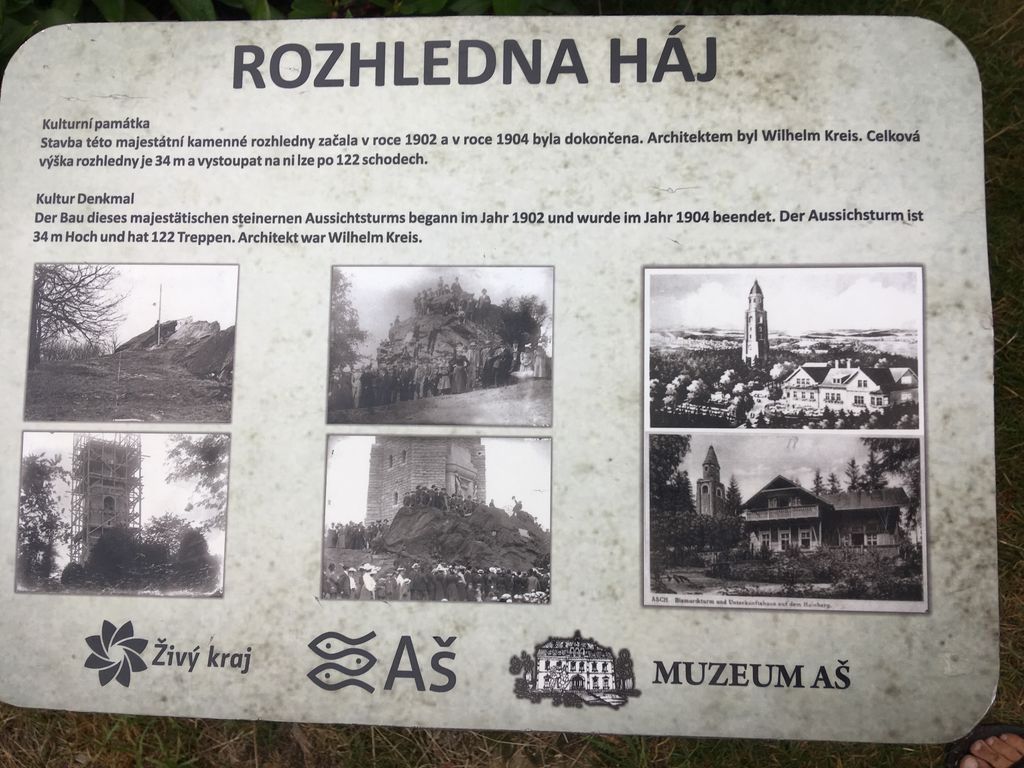 ROZHLEDNA HÁJ
Kulturní památka
Stavba této majestátní kamenné rozhledny začala v roce 1902 a v roce 1904 byla dokončena. Architektem byl Wilhelm Kreis. Celková
výška rozhledny je 34 m a vystoupat na ni lze po 122 schodech.
Kultur Denkmal
Der Bau dieses majestätischen steinernen Aussichtsturms begann im Jahr 1902 und wurde im Jahr 1904 beendet. Der Aussichsturm ist
34 m Hoch und hat 122 Treppen. Architekt war Wilhelm Kreis.
ASCH Bismarckturm und Unterkunftshaus auf dem Hainberg.
Živý kraj
Aš
MUZEUM AŠ